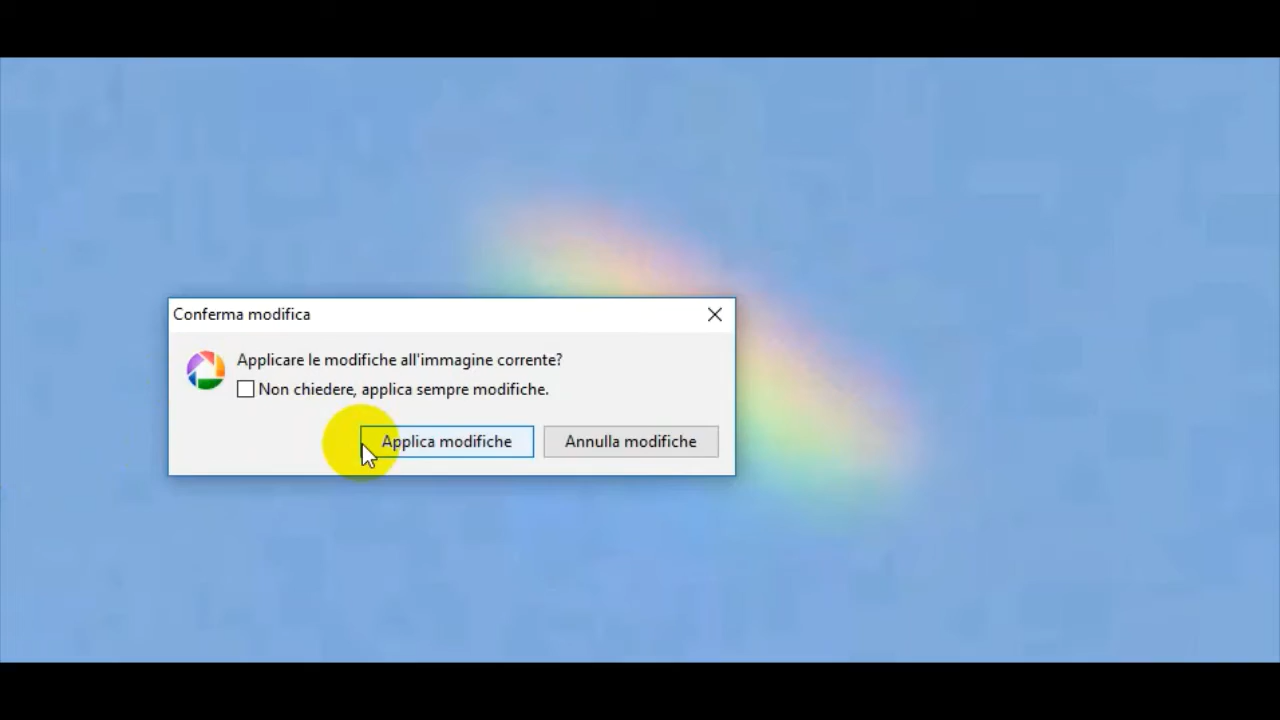 Conferma modifica
Applicare le modifiche all'immagine corrente?
Non chiedere, applica sempre modifiche.
Applica modifiche Annulla modifiche